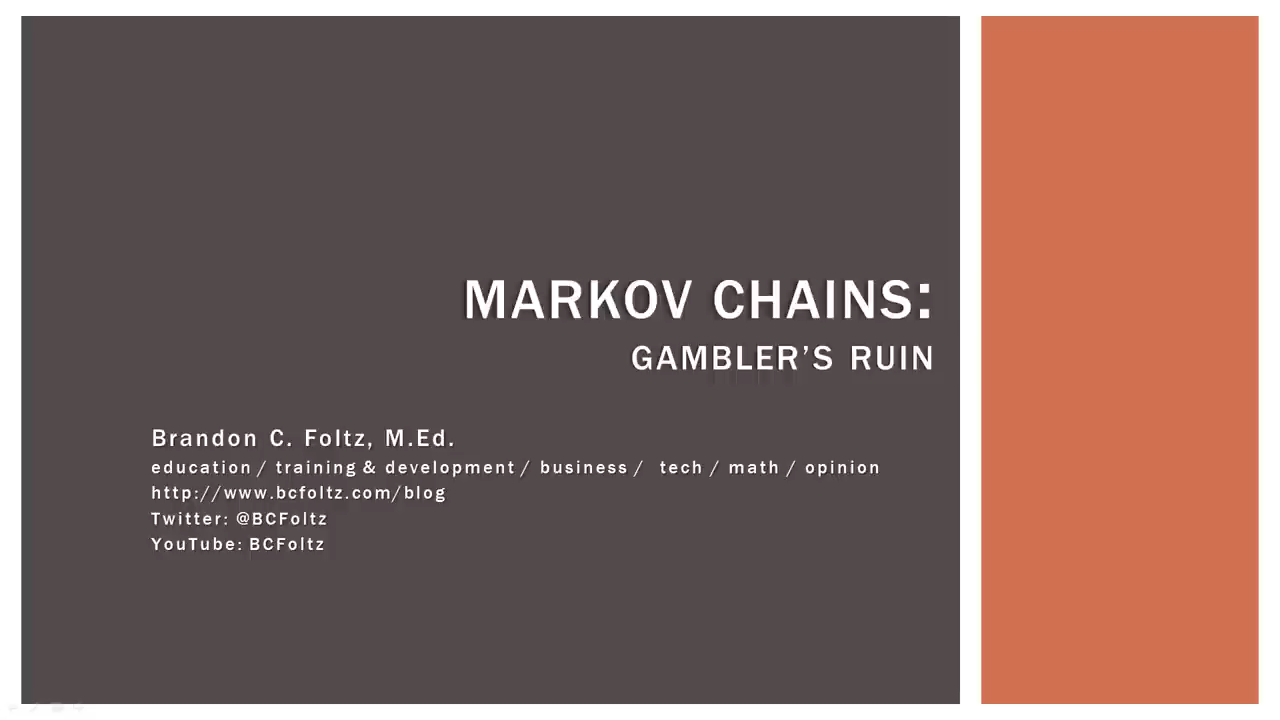 MARKOV CHAINS:
GAMBLER'S RUIN
Brandon C. Foltz, M.Ed.
education / training & development / business /  tech / math / opinion
http://www.bcfoltz.com/blog
Twitter: @BCFoltz
YouTube: BCFoltz